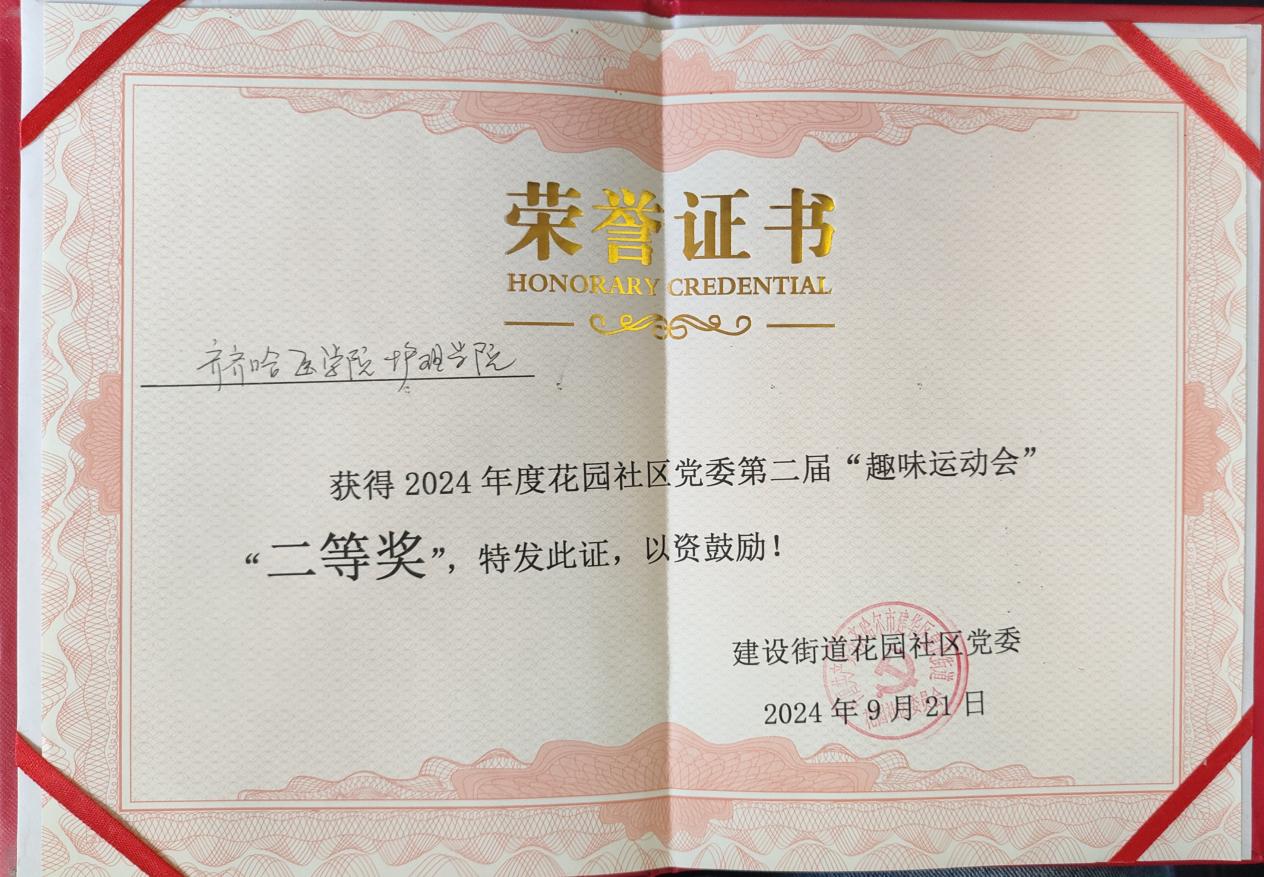 荣誉证书
HONORARY CREDENTIAL
齐齐哈医学院护理学院
获得 2024 年度花园社区党委第二届“趣味运动会”
“二等奖”，特发此证，以资鼓励！
建设街道花园社区党委
2024 年 9 月 21 日